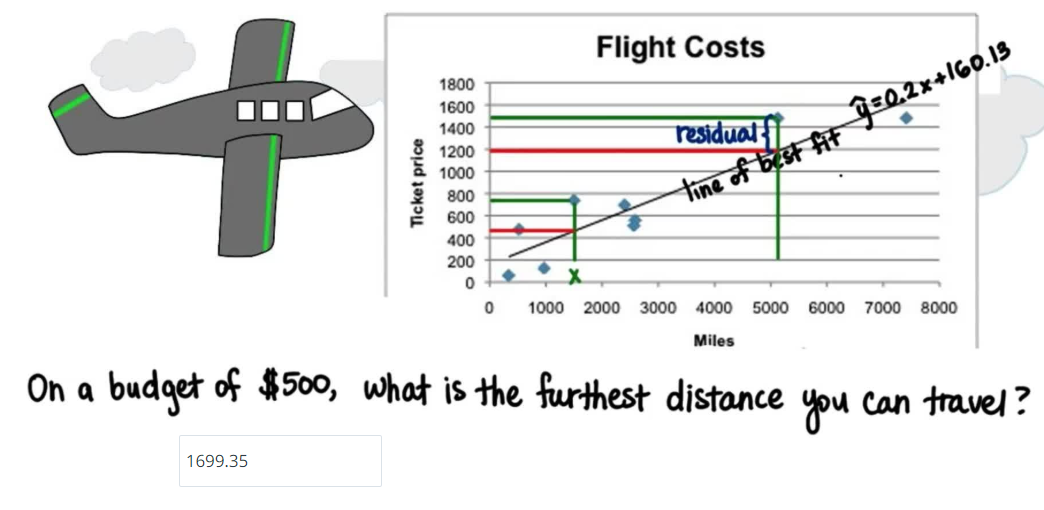 Flight Costs
ŷ=0.2x+160.13
1800
1600
1400
1200
1000
800
600
400
200
0
Ticket price
residual {
line of best fit
x
0 1000 2000 3000 4000 5000 6000 7000 8000
Miles
On a budget of $500, what is the furthest distance you can travel?
1699.35